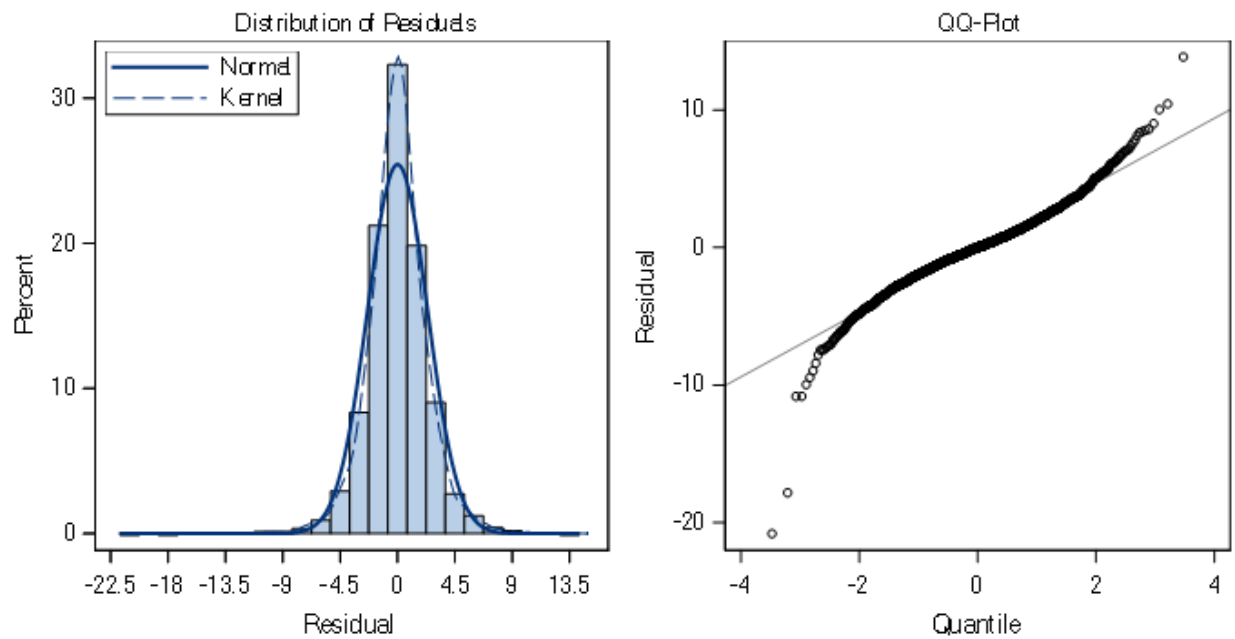 Distribution of Residuals
Normal
Kernel
30
20
10
0
Percent
-22.5 -18 -13.5 -9 -4.5 0 4.5 9 13.5
Residual
QQ-Plot
10
0
-10
-20
Residual
-4 -2 0 2 4
Quantile